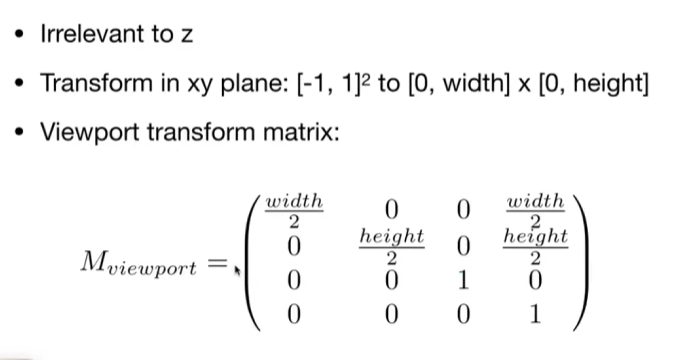 • Irrelevant to z
• Transform in xy plane: [-1, 1]² to [0, width] x [0, height]
• Viewport transform matrix:
M_viewport = ( width/2 0 0 width/2
0 height/2 0 height/2
0 0 1 0
0 0 0 1 )